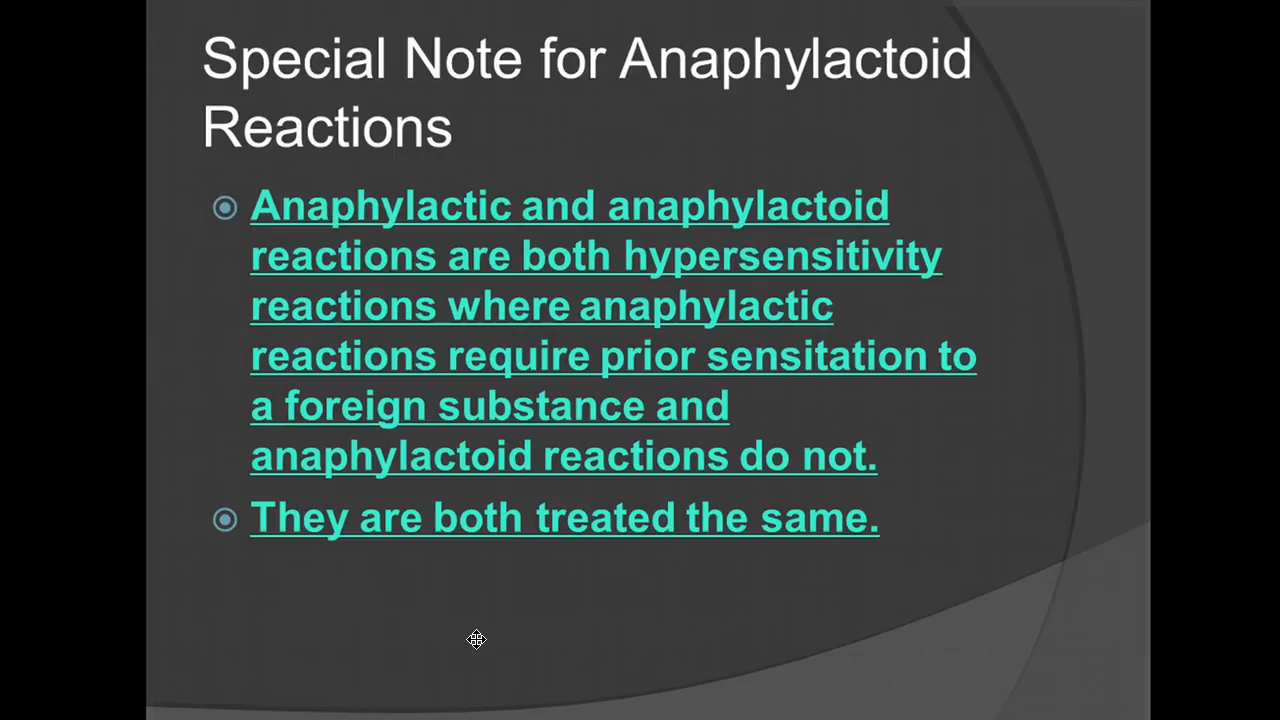 Special Note for Anaphylactoid
Reactions
Anaphylactic and anaphylactoid
reactions are both hypersensitivity
reactions where anaphylactic
reactions require prior sensitation to
a foreign substance and
anaphylactoid reactions do not.
They are both treated the same.